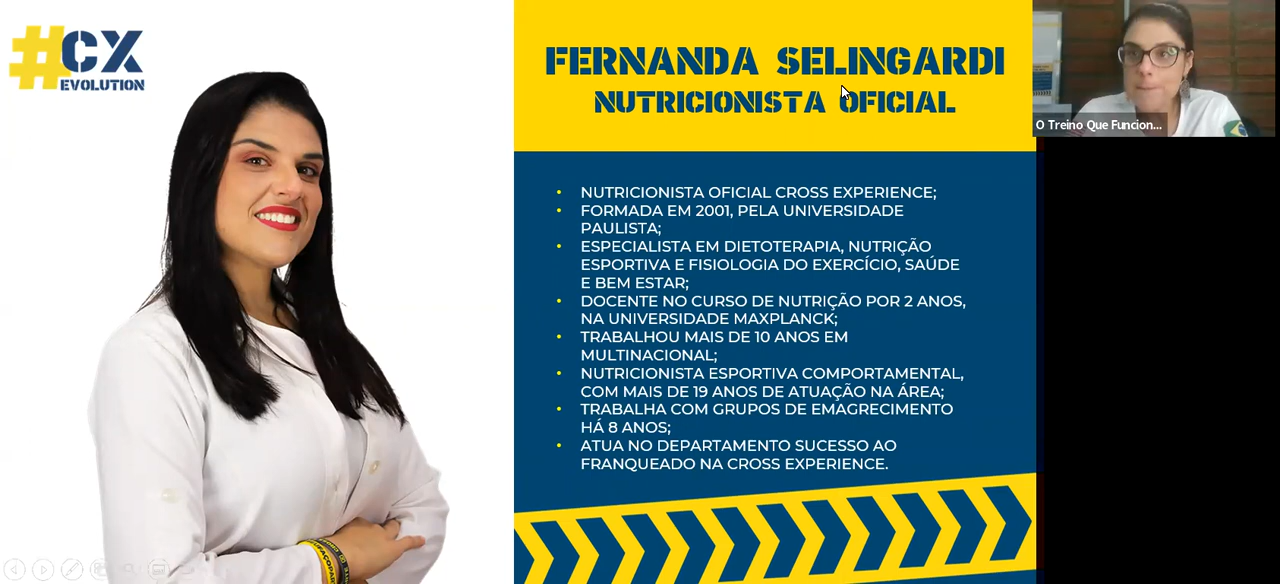 #CX
EVOLUTION
FERNANDA SELINGARDI
NUTRICIONISTA OFICIAL
O Treino Que Funcion...
• NUTRICIONISTA OFICIAL CROSS EXPERIENCE;
• FORMADA EM 2001, PELA UNIVERSIDADE
PAULISTA;
• ESPECIALISTA EM DIETOTERAPIA, NUTRIÇÃO
ESPORTIVA E FISIOLOGIA DO EXERCÍCIO, SAÚDE
E BEM ESTAR;
• DOCENTE NO CURSO DE NUTRIÇÃO POR 2 ANOS,
NA UNIVERSIDADE MAXPLANCK;
• TRABALHOU MAIS DE 10 ANOS EM
MULTINACIONAL;
• NUTRICIONISTA ESPORTIVA COMPORTAMENTAL,
COM MAIS DE 19 ANOS DE ATUAÇÃO NA ÁREA;
• TRABALHA COM GRUPOS DE EMAGRECIMENTO
HÁ 8 ANOS;
• ATUA NO DEPARTAMENTO SUCESSO AO
FRANQUEADO NA CROSS EXPERIENCE.